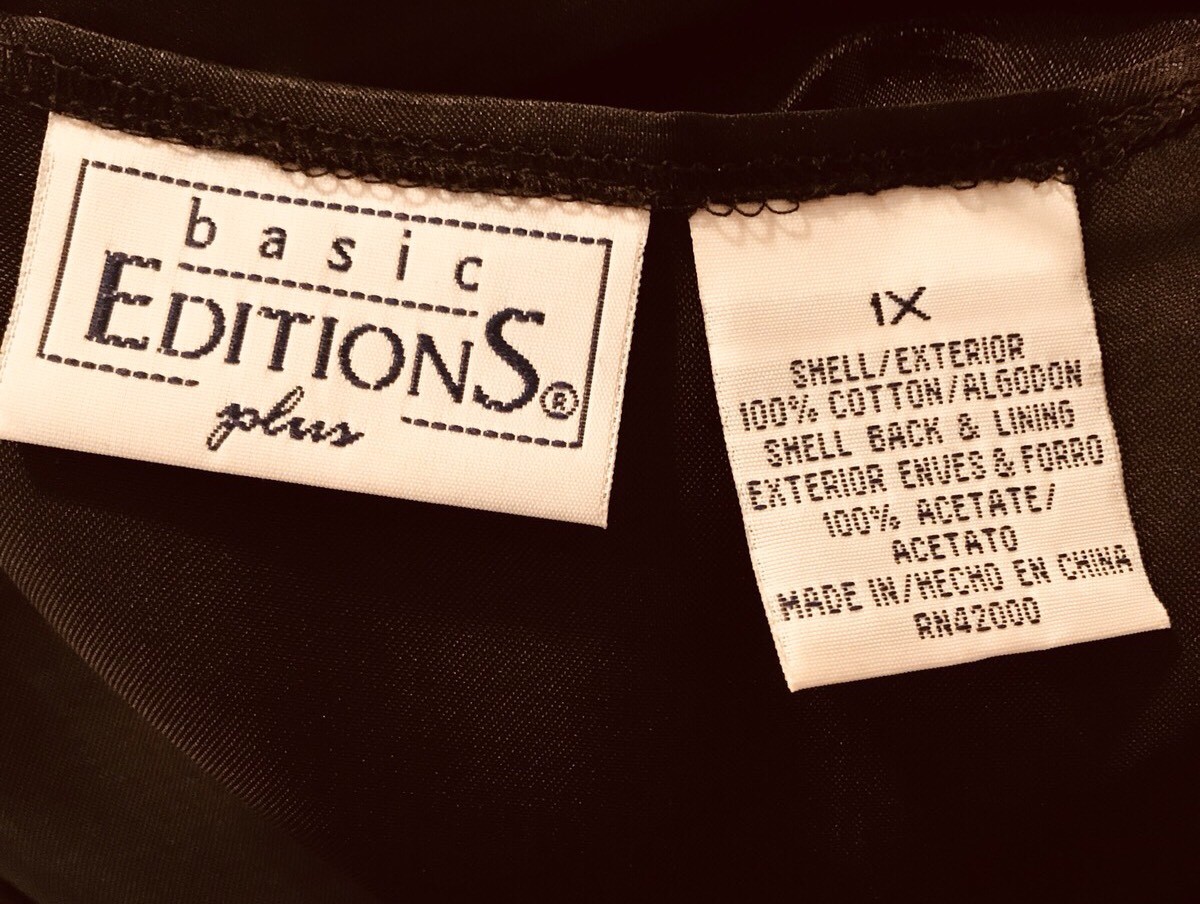 basic
EDITIONS®
plus
1X
SHELL/EXTERIOR
100% COTTON/ALGODON
SHELL BACK & LINING
EXTERIOR ENVES & FORRO
100% ACETATE/
ACETATO
MADE IN/HECHO EN CHINA
RN42000